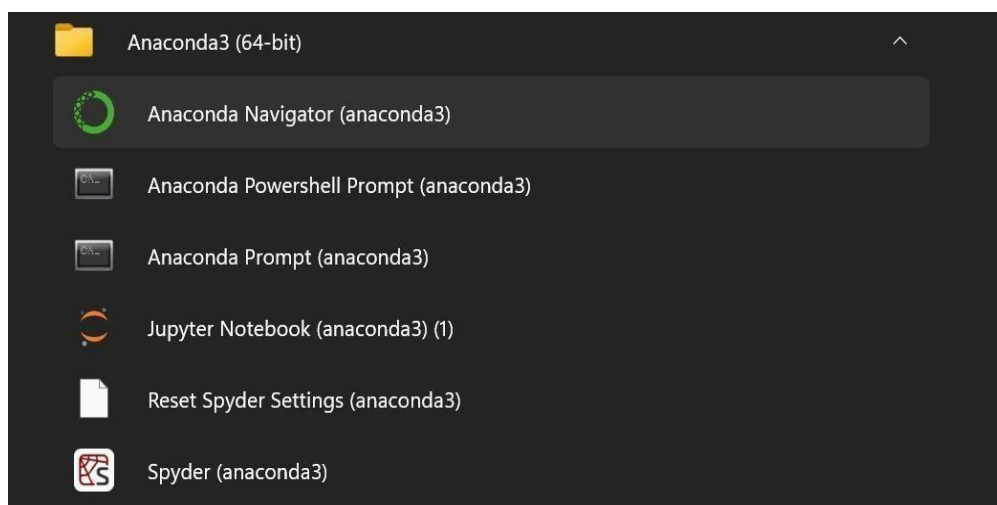 Anaconda3 (64-bit)
Anaconda Navigator (anaconda3)
Anaconda Powershell Prompt (anaconda3)
Anaconda Prompt (anaconda3)
Jupyter Notebook (anaconda3) (1)
Reset Spyder Settings (anaconda3)
Spyder (anaconda3)